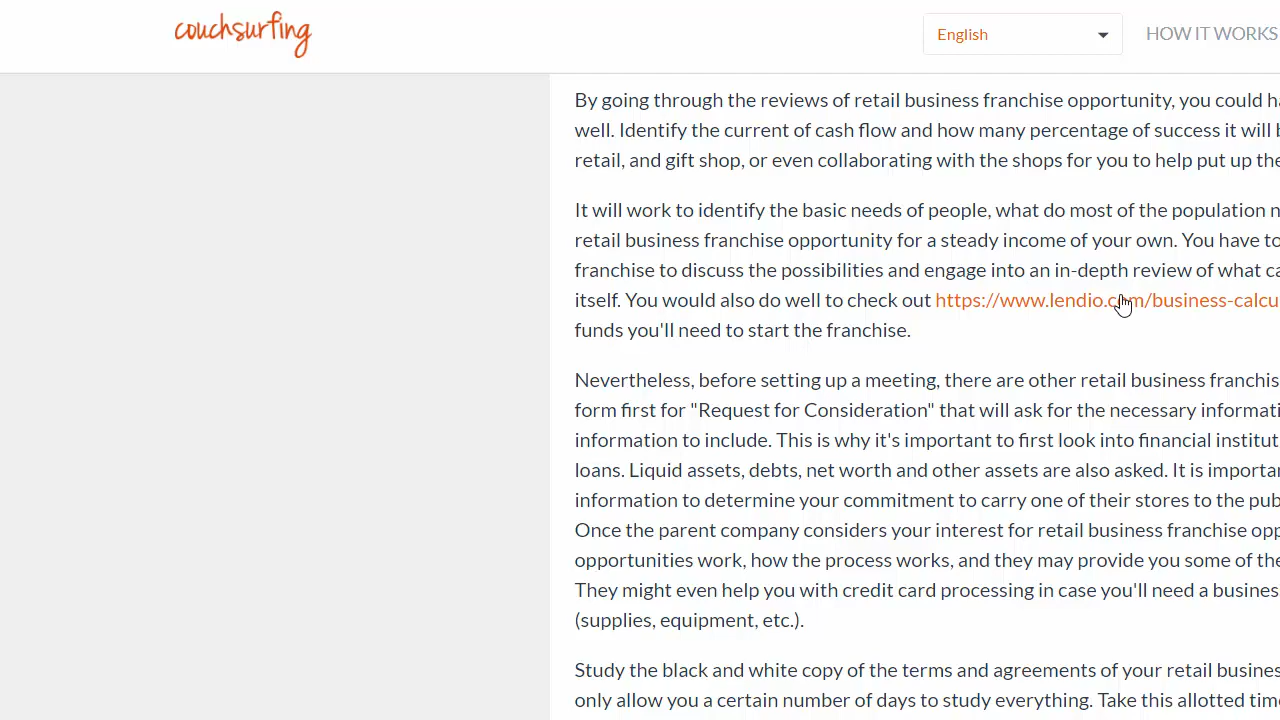 couchsurfing
English
HOW IT WORKS
By going through the reviews of retail business franchise opportunity, you could
well. Identify the current of cash flow and how many percentage of success it will
retail, and gift shop, or even collaborating with the shops for you to help put up
It will work to identify the basic needs of people, what do most of the population
retail business franchise opportunity for a steady income of your own. You have to
franchise to discuss the possibilities and engage into an in-depth review of what
itself. You would also do well to check out https://www.lendio.com/business-calcu
funds you'll need to start the franchise.
Nevertheless, before setting up a meeting, there are other retail business
form first for "Request for Consideration" that will ask for the necessary
information to include. This is why it's important to first look into financial
loans. Liquid assets, debts, net worth and other assets are also asked. It is
information to determine your commitment to carry one of their stores to the
Once the parent company considers your interest for retail business franchise
opportunities work, how the process works, and they may provide you some of
They might even help you with credit card processing in case you'll need a
(supplies, equipment, etc.).
Study the black and white copy of the terms and agreements of your retail
only allow you a certain number of days to study everything. Take this allotted